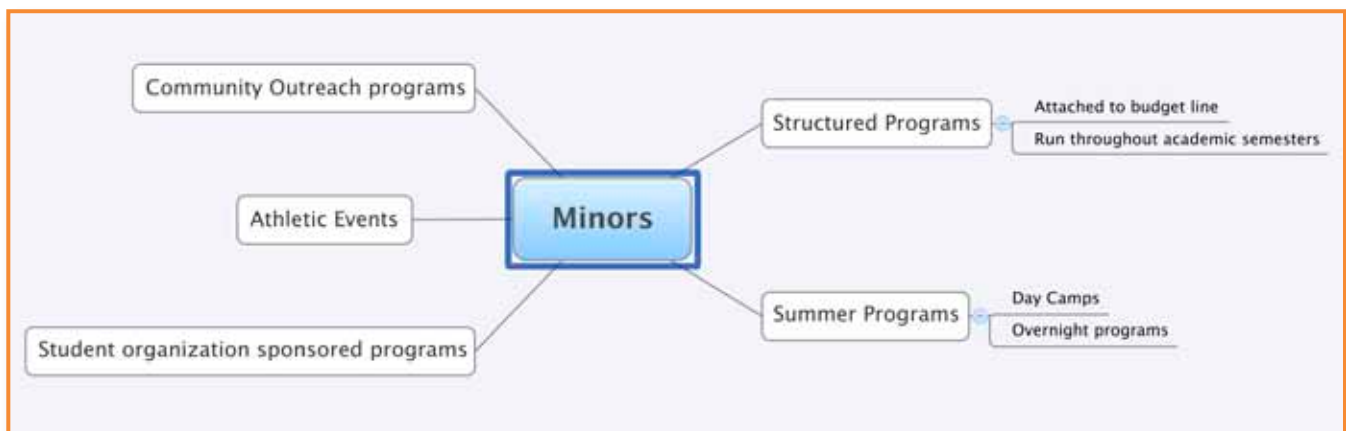 Community Outreach programs
Athletic Events
Student organization sponsored programs
Minors
Structured Programs
Attached to budget line
Run throughout academic semesters
Summer Programs
Day Camps
Overnight programs